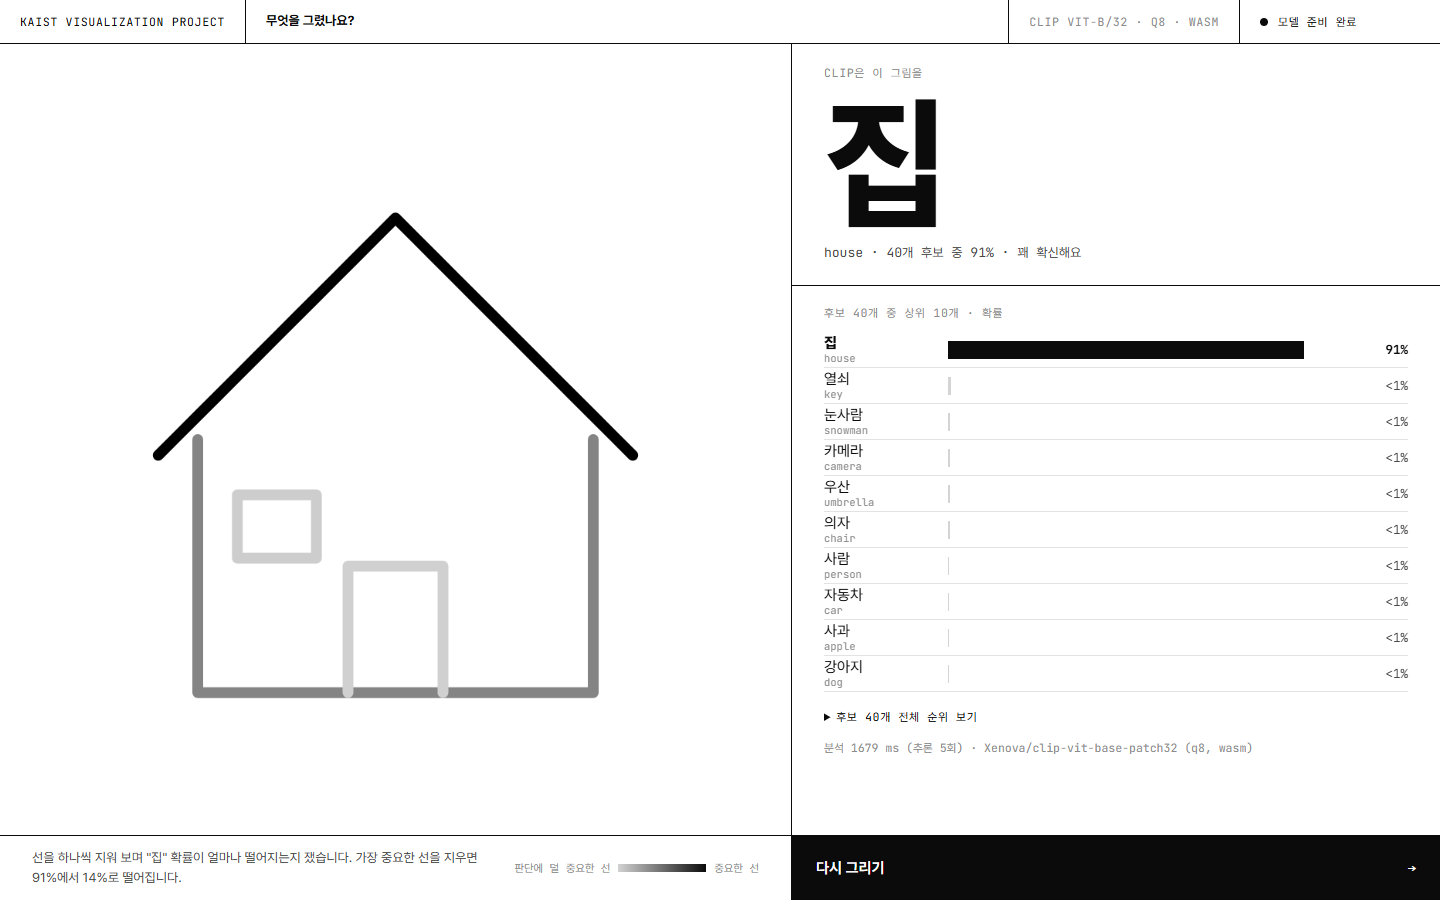 KAIST VISUALIZATION PROJECT
무엇을 그렸나요?
CLIP VIT-B/32 · Q8 · WASM
모델 준비 완료
CLIP은 이 그림을
집
house · 40개 후보 중 91% · 꽤 확신해요
후보 40개 중 상위 10개 · 확률
집 91%
house
열쇠 <1%
key
눈사람 <1%
snowman
카메라 <1%
camera
우산 <1%
umbrella
의자 <1%
chair
사람 <1%
person
자동차 <1%
car
사과 <1%
apple
강아지 <1%
dog
▶ 후보 40개 전체 순위 보기
분석 1679 ms (추론 5회) · Xenova/clip-vit-base-patch32 (q8, wasm)
선을 하나씩 지워 보며 "집" 확률이 얼마나 떨어지는지 쟀습니다. 가장 중요한 선을 지우면
91%에서 14%로 떨어집니다.
판단에 덜 중요한 선
중요한 선
다시 그리기 →